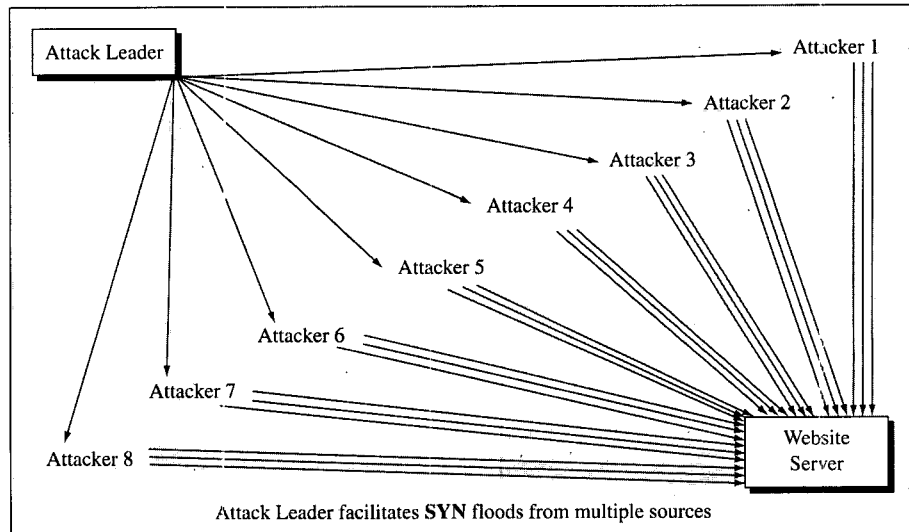 Attack Leader
Attacker 1
Attacker 2
Attacker 3
Attacker 4
Attacker 5
Attacker 6
Attacker 7
Attacker 8
Website
Server
Attack Leader facilitates SYN floods from multiple sources